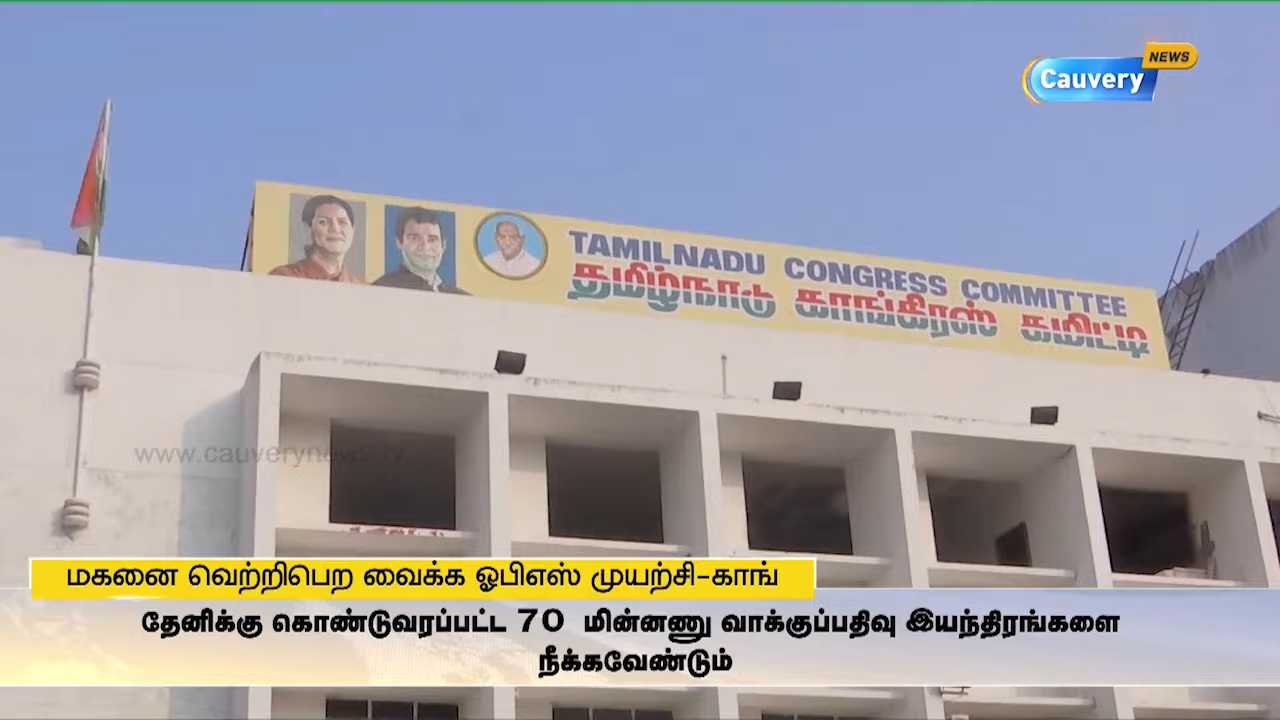 NEWS
Cauvery
TAMILNADU CONGRESS COMMITTEE
தமிழ்நாடு காங்கிரஸ் கமிட்டி
www.cauverynews.tv
மகனை வெற்றிபெற வைக்க ஓபிஎஸ் முயற்சி-காங்
தேனிக்கு கொண்டுவரப்பட்ட 70 மின்னணு வாக்குப்பதிவு இயந்திரங்களை
நீக்கவேண்டும்